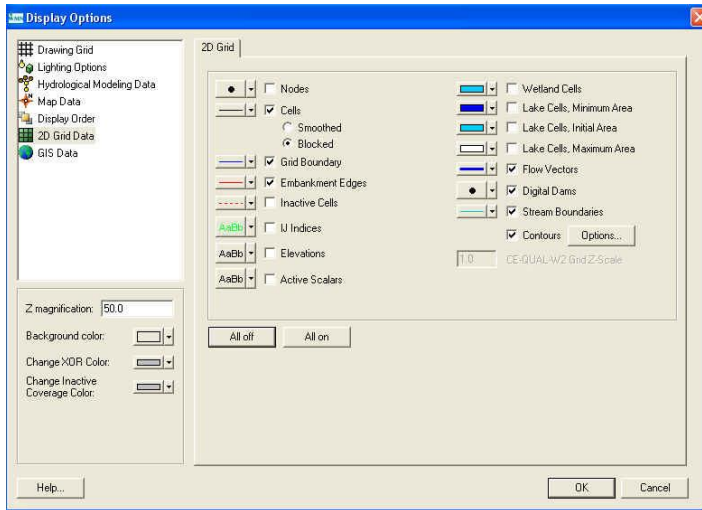 Display Options
Drawing Grid
Lighting Options
Hydrological Modeling Data
Map Data
Display Order
2D Grid Data
GIS Data
Z magnification: 50.0
Background color:
Change XOR Color:
Change Inactive
Coverage Color:
2D Grid
Nodes
Cells
Smoothed
Blocked
Grid Boundary
Embankment Edges
Inactive Cells
AaBb IJ Indices
AaBb Elevations
AaBb Active Scalars
Wetland Cells
Lake Cells, Minimum Area
Lake Cells, Initial Area
Lake Cells, Maximum Area
Flow Vectors
Digital Dams
Stream Boundaries
Contours Options...
1.0 CE-QUAL-W2 Grid Z-Scale
All off All on
Help... OK Cancel